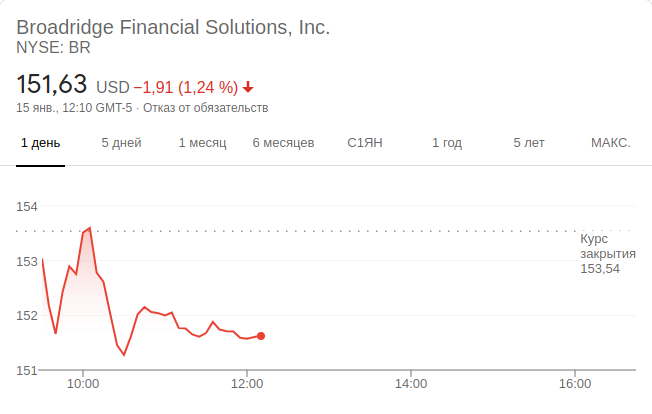 Broadridge Financial Solutions, Inc.
NYSE: BR
151,63 USD −1,91 (1,24 %)
15 янв., 12:10 GMT-5 · Отказ от обязательств
1 день 5 дней 1 месяц 6 месяцев С1ЯН 1 год 5 лет МАКС.
154
Курс
закрытия
153,54
153
152
151
10:00 12:00 14:00 16:00